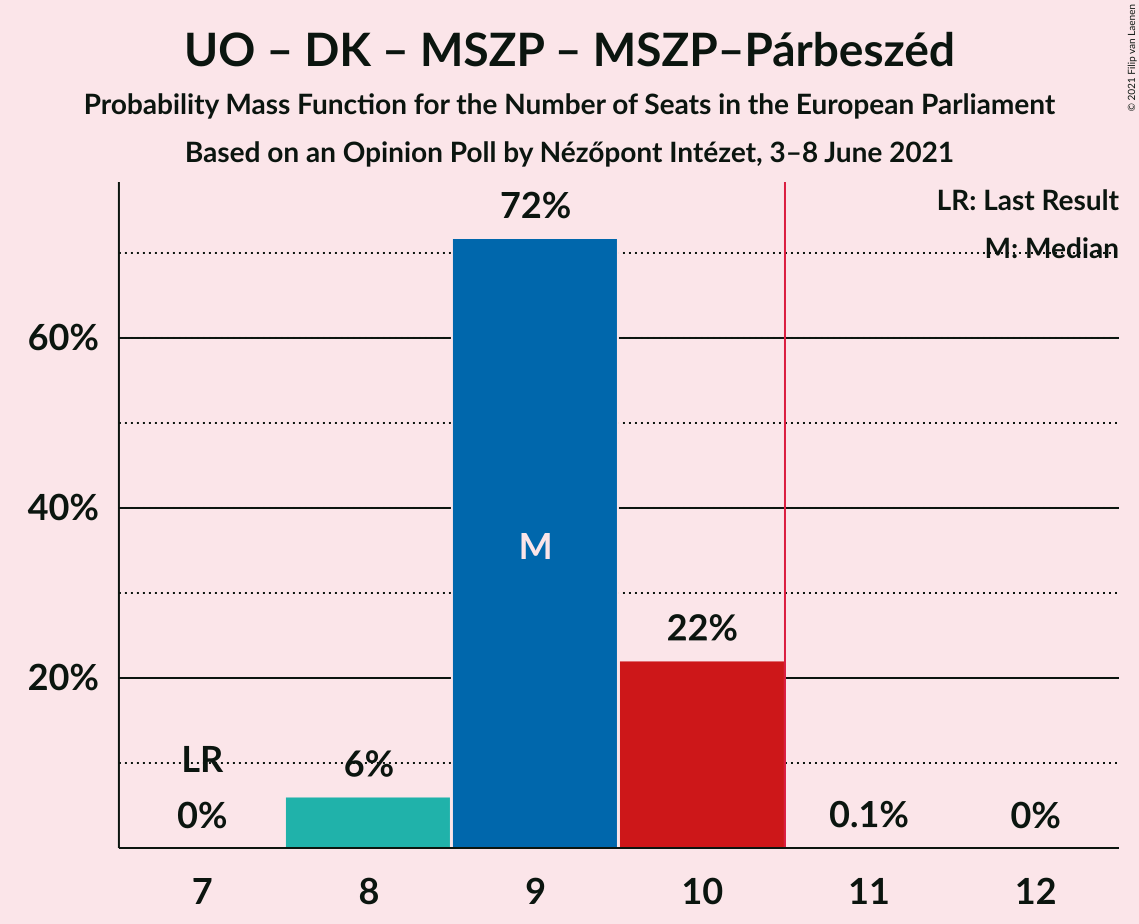 UO – DK – MSZP – MSZP–Párbeszéd
Probability Mass Function for the Number of Seats in the European Parliament
Based on an Opinion Poll by Nézőpont Intézet, 3–8 June 2021
© 2021 Filip van Laenen
LR: Last Result
M: Median
72%
60%
40%
M
22%
20%
LR
6%
0%
0.1%
0%
7
8
9
10
11
12